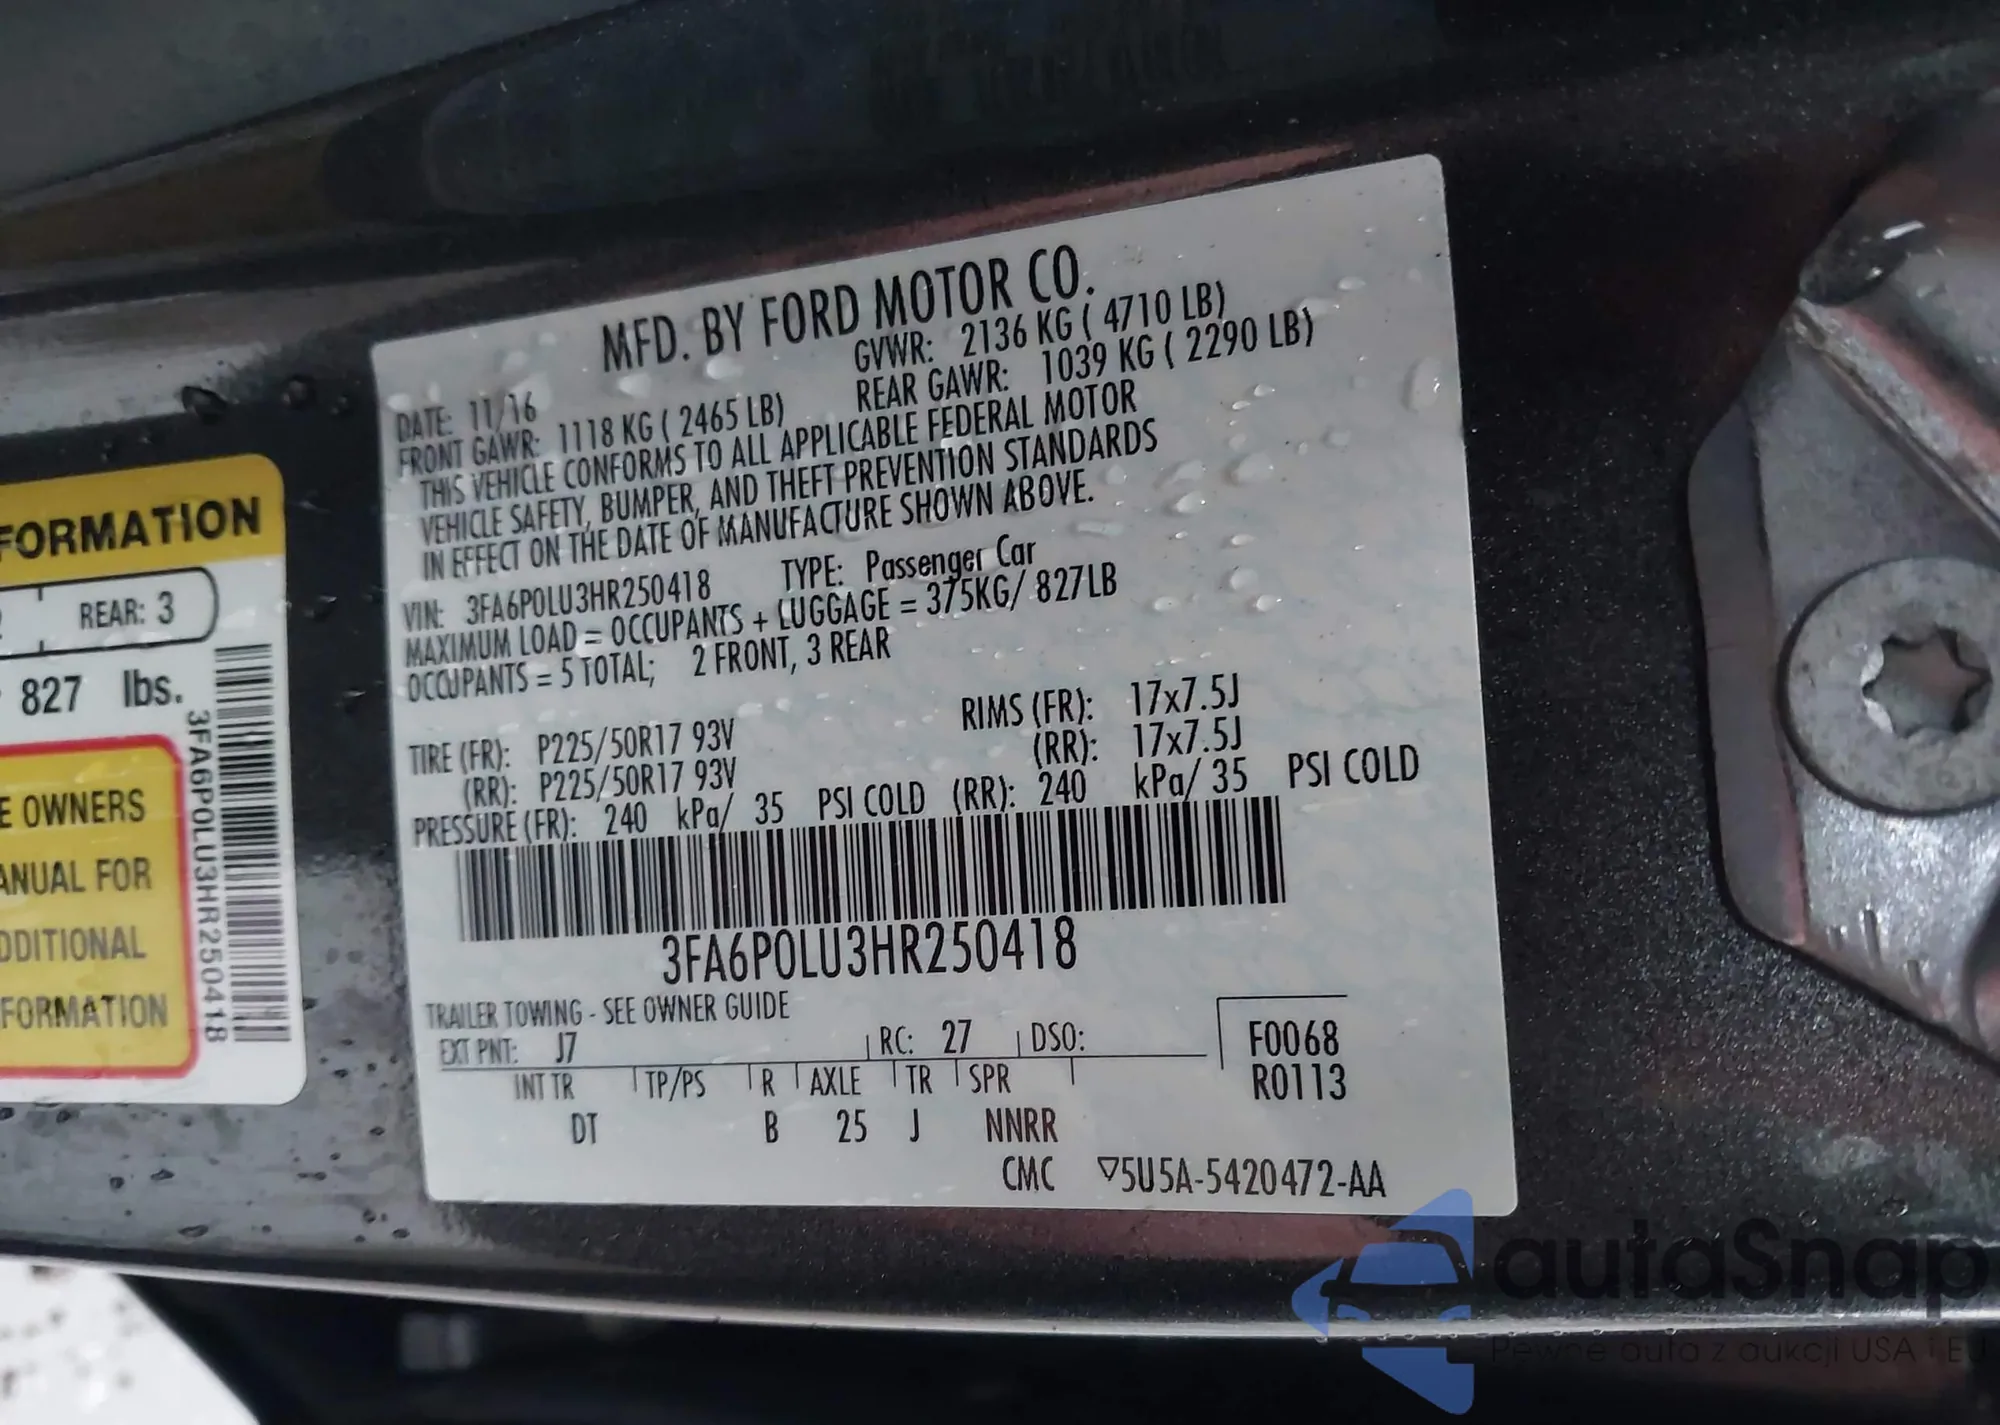 FORMATION
REAR: 3
827 lbs.
3FA6P0LU3HR250418
E OWNERS
ANUAL FOR
DDITIONAL
FORMATION
MFD. BY FORD MOTOR CO.
DATE: 11/16 GVWR: 2136 KG ( 4710 LB)
FRONT GAWR: 1118 KG ( 2465 LB) REAR GAWR: 1039 KG ( 2290 LB)
THIS VEHICLE CONFORMS TO ALL APPLICABLE FEDERAL MOTOR
VEHICLE SAFETY, BUMPER, AND THEFT PREVENTION STANDARDS
IN EFFECT ON THE DATE OF MANUFACTURE SHOWN ABOVE.
VIN: 3FA6P0LU3HR250418 TYPE: Passenger Car
MAXIMUM LOAD = OCCUPANTS + LUGGAGE = 375KG/ 827LB
OCCUPANTS = 5 TOTAL; 2 FRONT, 3 REAR
TIRE (FR): P225/50R17 93V RIMS (FR): 17x7.5J
(RR): P225/50R17 93V (RR): 17x7.5J
PRESSURE (FR): 240 kPa/ 35 PSI COLD (RR): 240 kPa/ 35 PSI COLD
3FA6P0LU3HR250418
TRAILER TOWING - SEE OWNER GUIDE
EXT PNT: J7 RC: 27 DSO: F0068
INT TR TP/PS R AXLE TR SPR R0113
DT B 25 J NNRR
CMC ▽5U5A-5420472-AA
autaSnap
Pewne auta z aukcji USA i EU